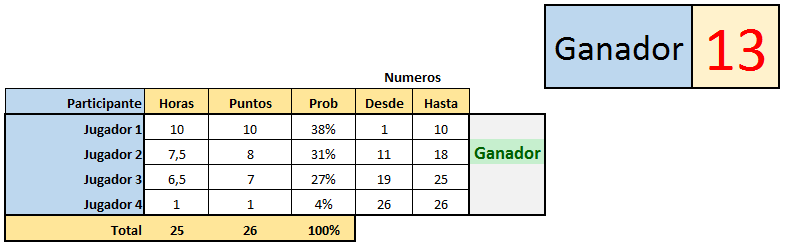 Ganador 13
Numeros
Participante Horas Puntos Prob Desde Hasta
Jugador 1 10 10 38% 1 10
Jugador 2 7,5 8 31% 11 18 Ganador
Jugador 3 6,5 7 27% 19 25
Jugador 4 1 1 4% 26 26
Total 25 26 100%